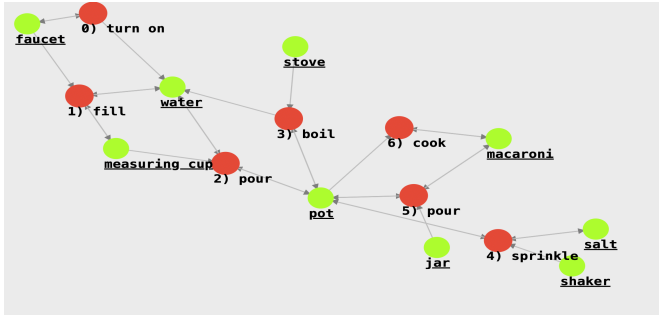 0) turn on
faucet
stove
water
1) fill
3) boil
6) cook
macaroni
measuring cup
2) pour
5) pour
pot
salt
4) sprinkle
jar
shaker